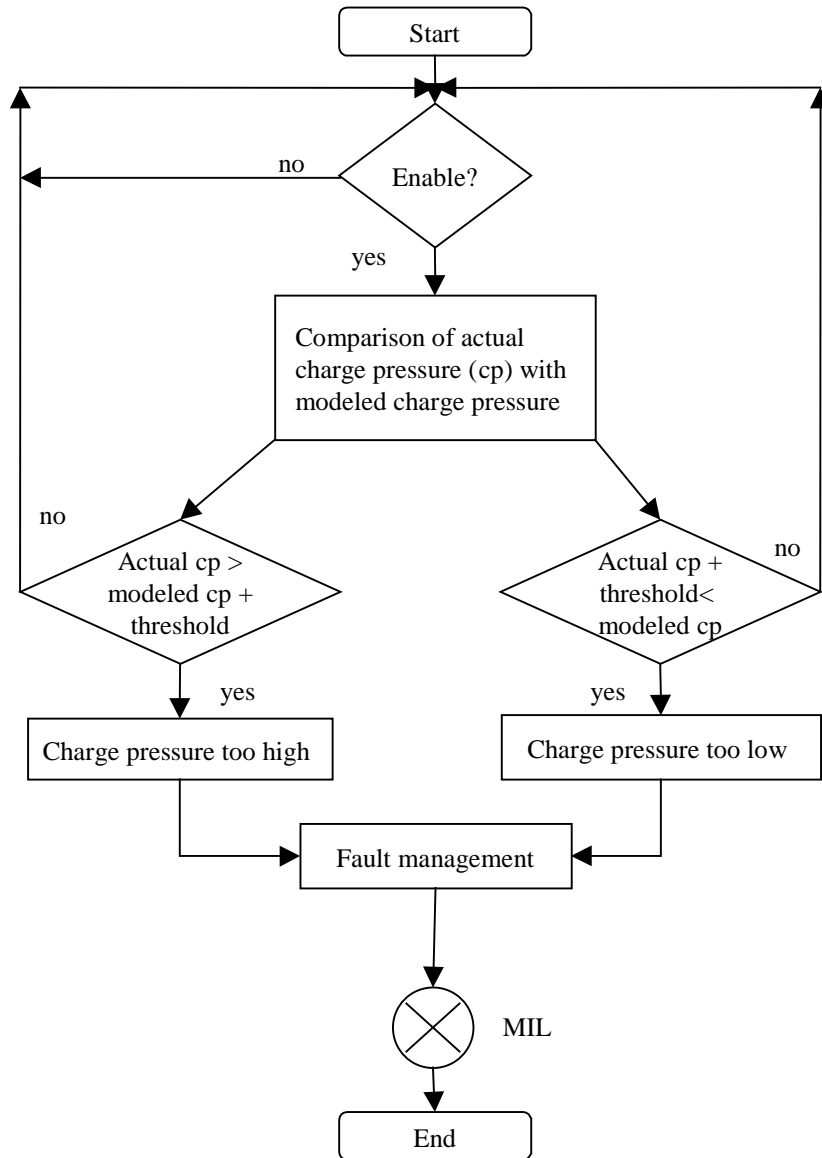 Start
no
Enable?
yes
Comparison of actual
charge pressure (cp) with
modeled charge pressure
no
Actual cp >
modeled cp +
threshold
Actual cp +
threshold<
modeled cp
no
yes
yes
Charge pressure too high
Charge pressure too low
Fault management
MIL
End